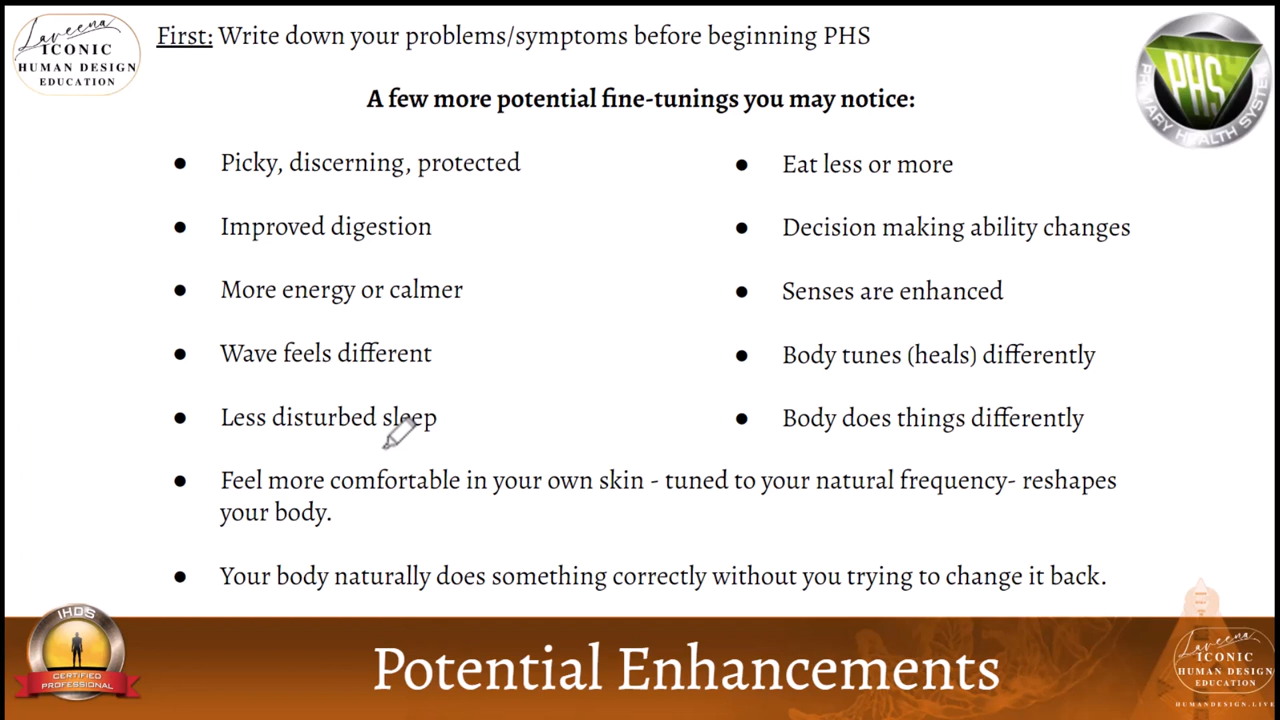 Laveena
ICONIC
HUMAN DESIGN
EDUCATION
First: Write down your problems/symptoms before beginning PHS
PHS
PRIMARY HEALTH SYSTEM
A few more potential fine-tunings you may notice:
● Picky, discerning, protected
● Improved digestion
● More energy or calmer
● Wave feels different
● Less disturbed sleep
● Eat less or more
● Decision making ability changes
● Senses are enhanced
● Body tunes (heals) differently
● Body does things differently
● Feel more comfortable in your own skin - tuned to your natural frequency- reshapes
your body.
● Your body naturally does something correctly without you trying to change it back.
IHDS
CERTIFIED
PROFESSIONAL
Potential Enhancements
Laveena
ICONIC
HUMAN DESIGN
EDUCATION
HUMANDESIGN.LIVE